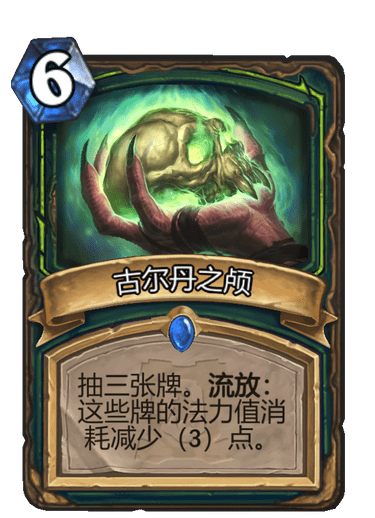 6
古尔丹之颅
抽三张牌。流放：
这些牌的法力值消
耗减少（3）点。